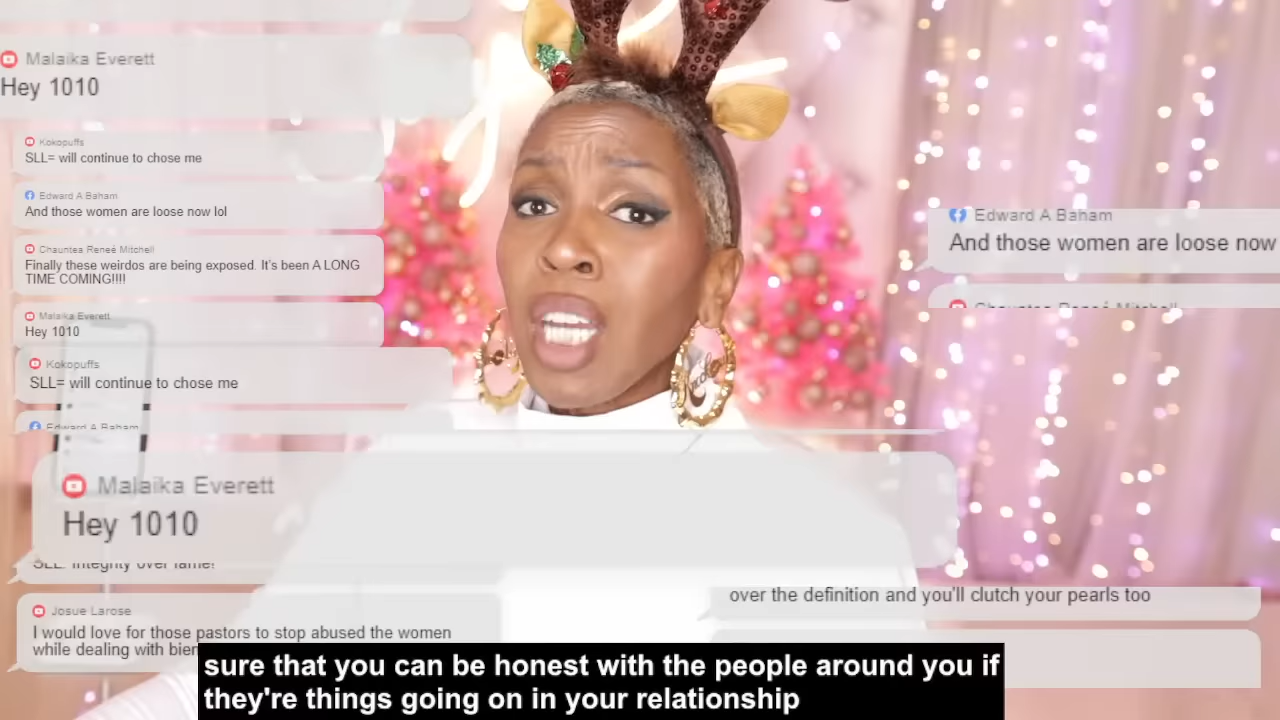 Malaika Everett
Hey 1010
Kokopuffs
SLL= will continue to chose me
Edward A Baham
And those women are loose now lol
Chauntea Reneé Mitchell
Finally these weirdos are being exposed. It's been A LONG
TIME COMING!!!!
Malaika Everett
Hey 1010
Kokopuffs
SLL= will continue to chose me
Edward A Baham
Malaika Everett
Hey 1010
SLL: Integrity over fame!
Josue Larose
I would love for those pastors to stop abused the women
while dealing with
Edward A Baham
And those women are loose now
Chauntea Reneé Mitchell
over the definition and you'll clutch your pearls too
sure that you can be honest with the people around you if
they're things going on in your relationship